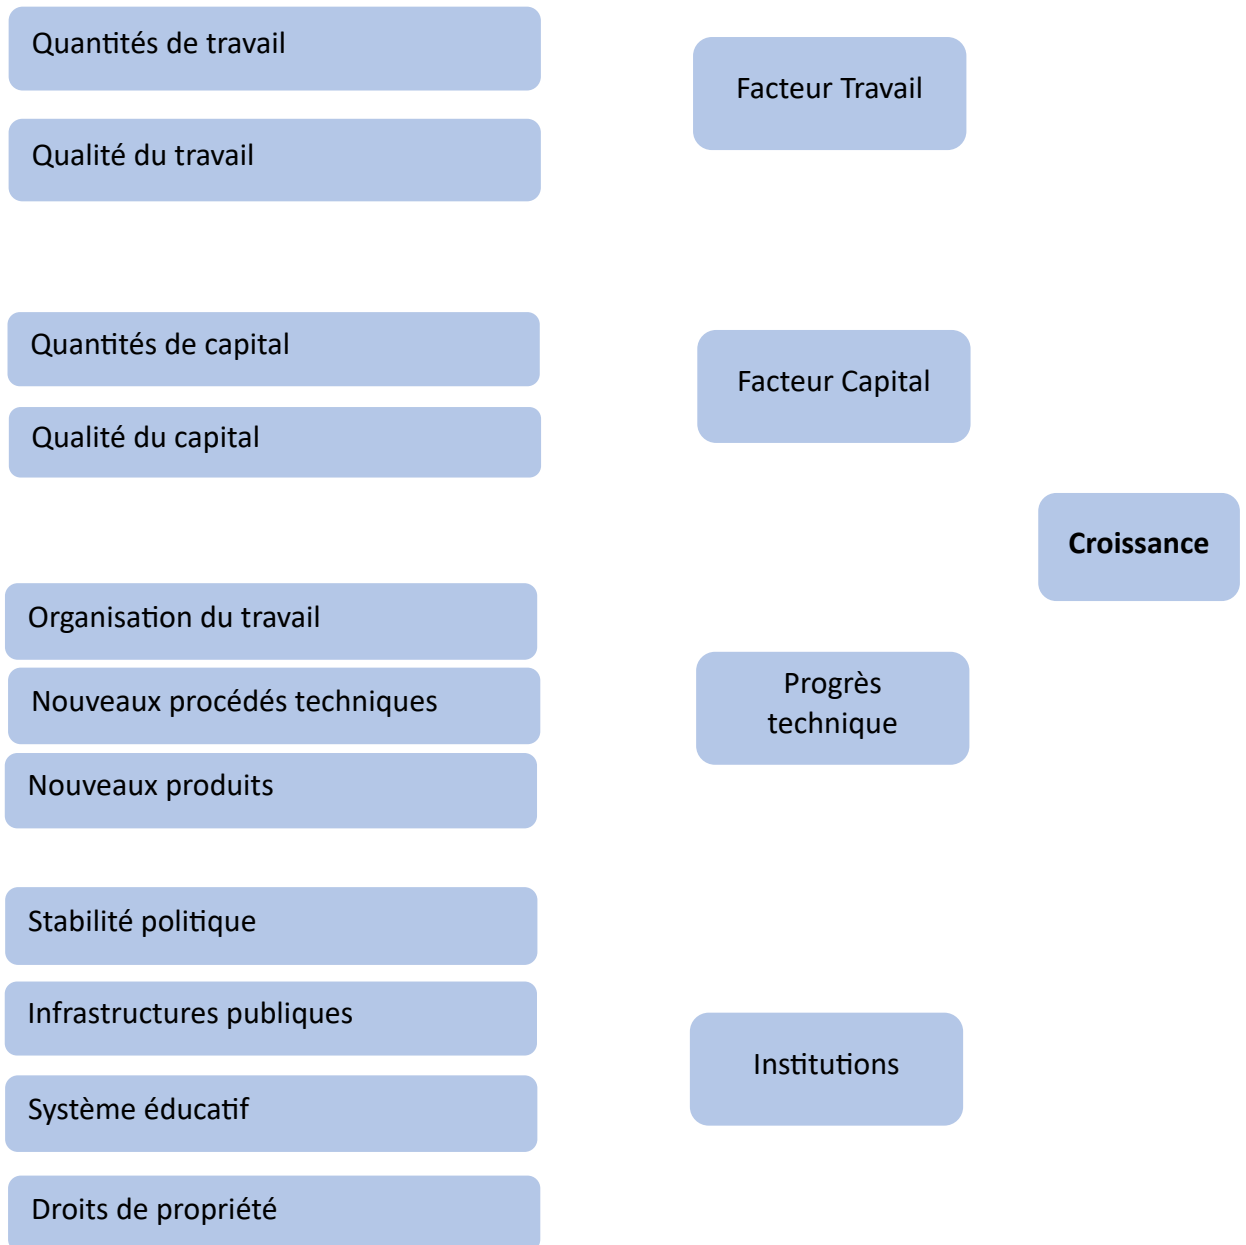 Quantités de travail
Qualité du travail
Facteur Travail
Quantités de capital
Qualité du capital
Facteur Capital
Croissance
Organisation du travail
Nouveaux procédés techniques
Nouveaux produits
Progrès
technique
Stabilité politique
Infrastructures publiques
Système éducatif
Droits de propriété
Institutions